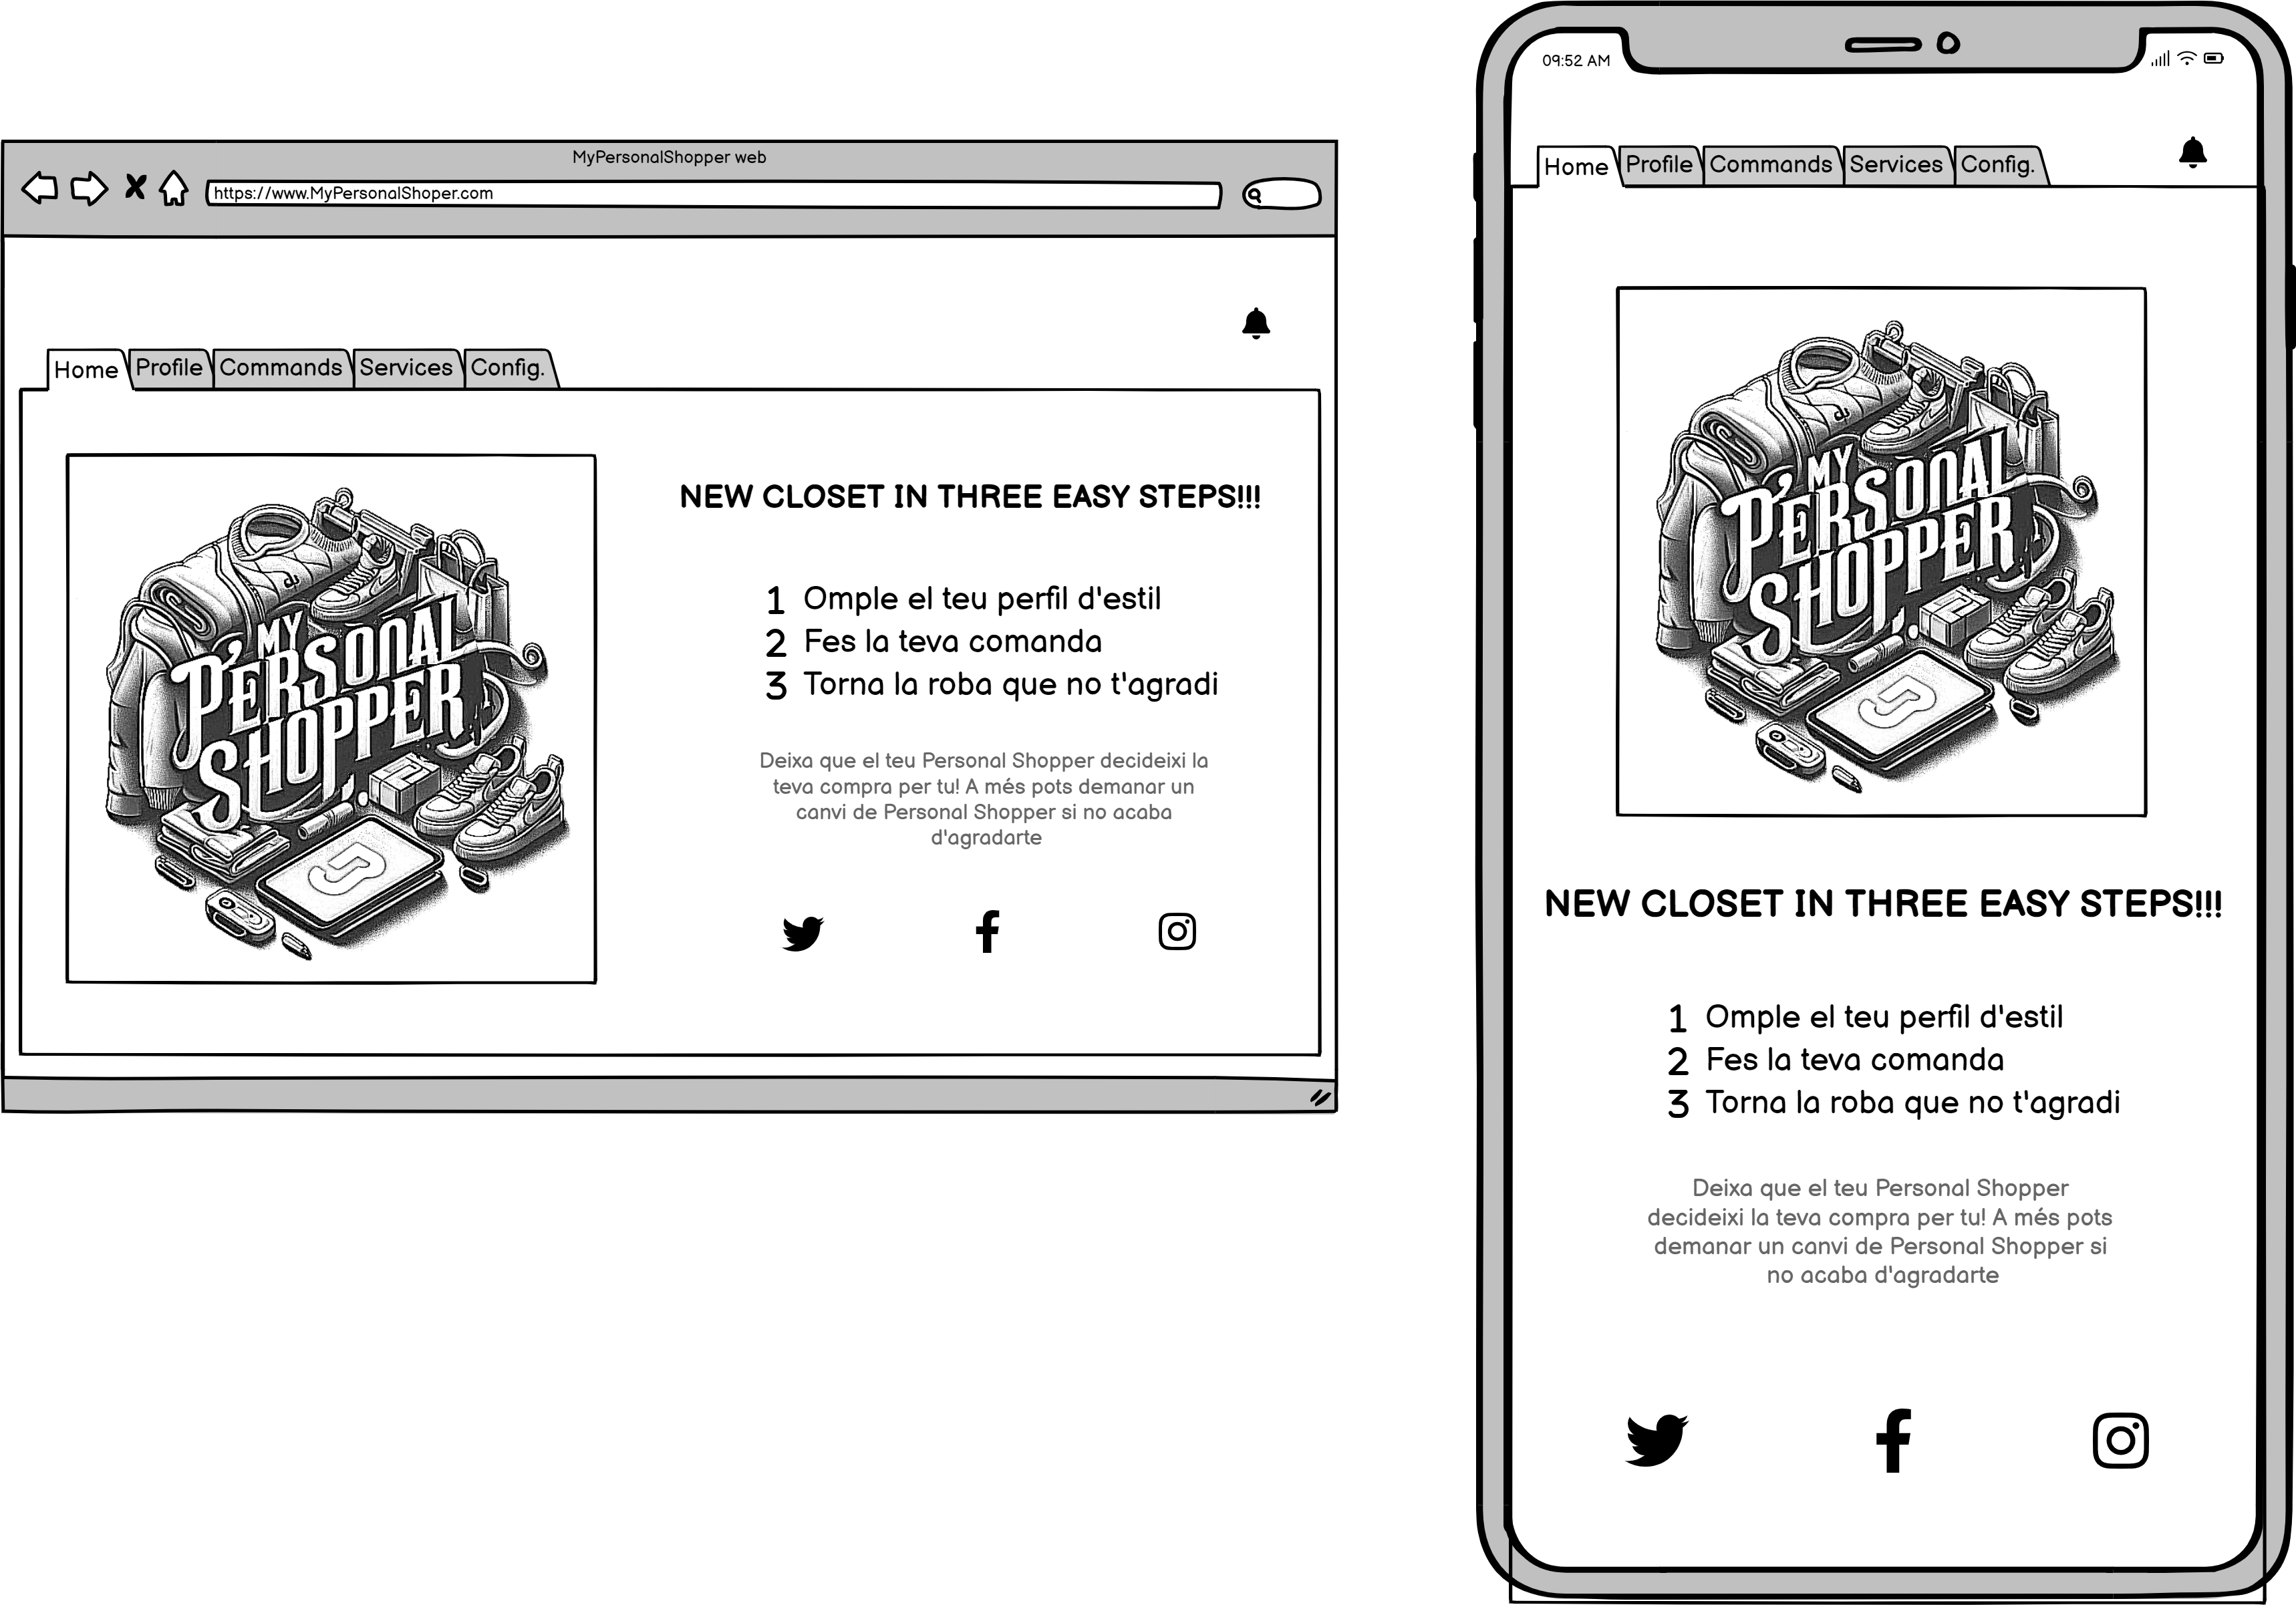 MyPersonalShopper web
https://www.MyPersonalShoper.com
Home Profile Commands Services Config.
MY
PERSONAL
SHOPPER
NEW CLOSET IN THREE EASY STEPS!!!
1 Omple el teu perfil d'estil
2 Fes la teva comanda
3 Torna la roba que no t'agradi
Deixa que el teu Personal Shopper decideixi la
teva compra per tu! A més pots demanar un
canvi de Personal Shopper si no acaba
d'agradarte
09:52 AM
Home Profile Commands Services Config.
MY
PERSONAL
SHOPPER
NEW CLOSET IN THREE EASY STEPS!!!
1 Omple el teu perfil d'estil
2 Fes la teva comanda
3 Torna la roba que no t'agradi
Deixa que el teu Personal Shopper
decideixi la teva compra per tu! A més pots
demanar un canvi de Personal Shopper si
no acaba d'agradarte